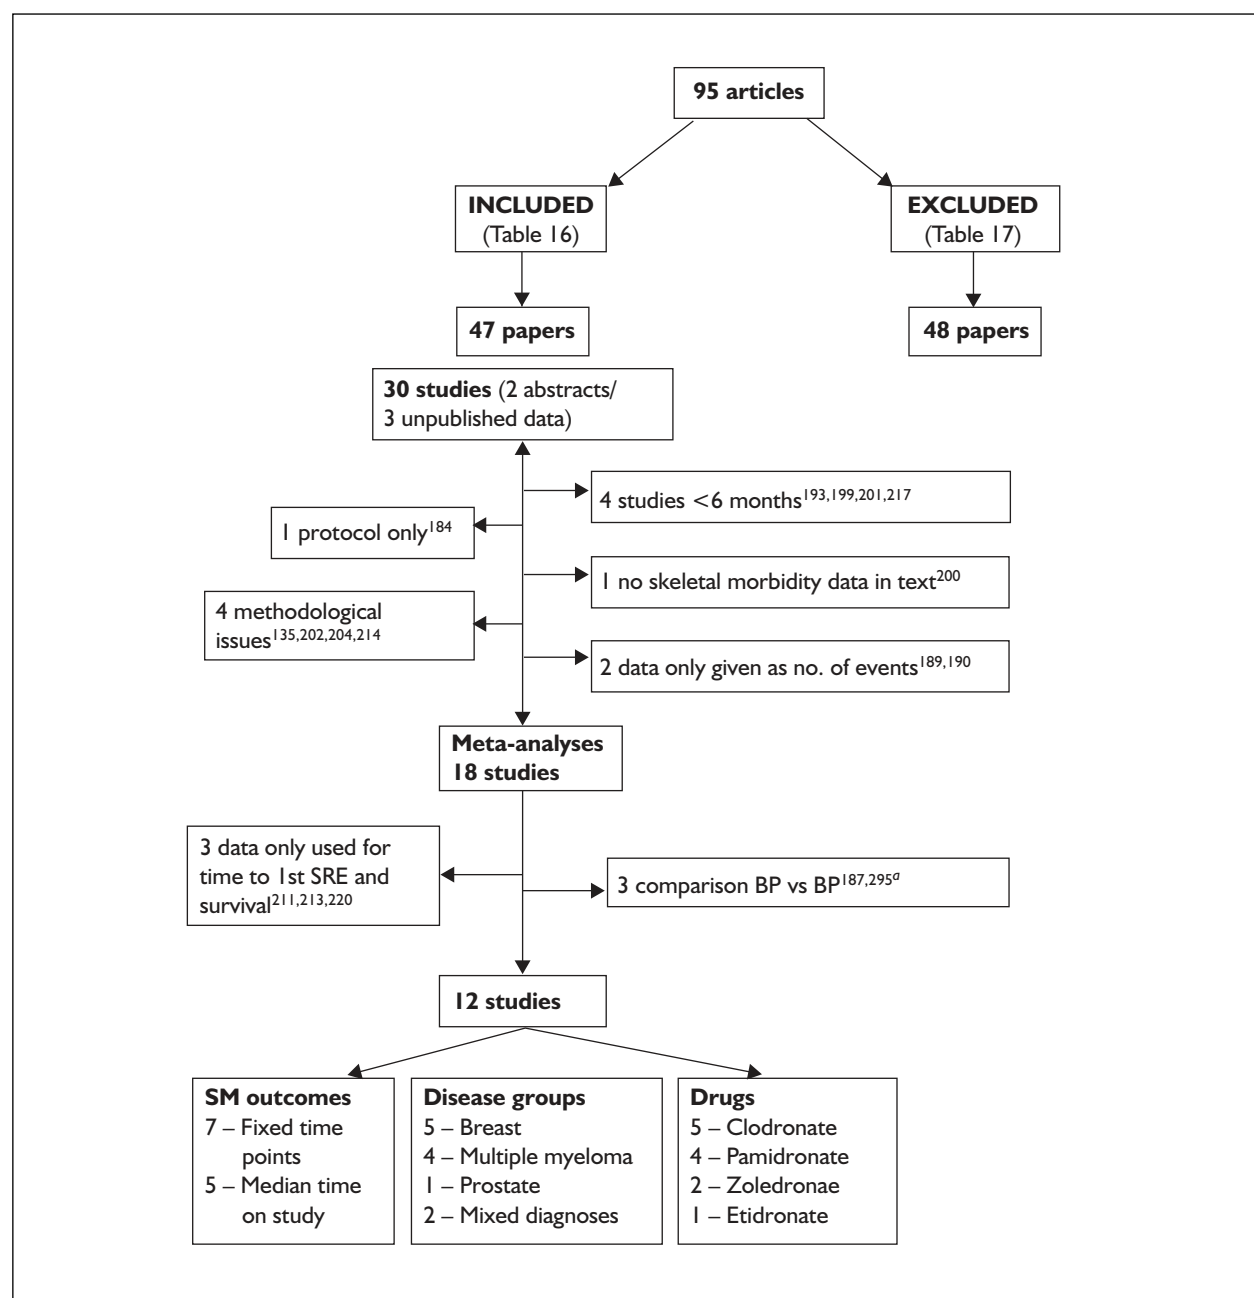 95 articles
INCLUDED
(Table 16)
EXCLUDED
(Table 17)
47 papers
48 papers
30 studies (2 abstracts/
3 unpublished data)
4 studies <6 months193,199,201,217
1 protocol only184
1 no skeletal morbidity data in text200
4 methodological
issues135,202,204,214
2 data only given as no. of events189,190
Meta-analyses
18 studies
3 data only used for
time to 1st SRE and
survival211,213,220
3 comparison BP vs BP187,295a
12 studies
SM outcomes
7 – Fixed time
points
5 – Median time
on study
Disease groups
5 – Breast
4 – Multiple myeloma
1 – Prostate
2 – Mixed diagnoses
Drugs
5 – Clodronate
4 – Pamidronate
2 – Zoledronae
1 – Etidronate